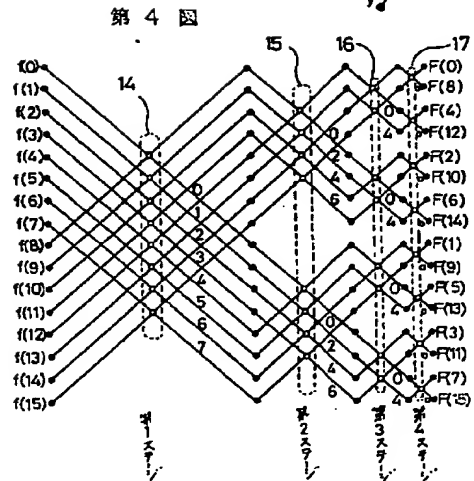 第4図
14
15
16
17
f(0)
f(1)
f(2)
f(3)
f(4)
f(5)
f(6)
f(7)
f(8)
f(9)
f(10)
f(11)
f(12)
f(13)
f(14)
f(15)
0
1
2
3
4
5
6
7
0
2
4
6
0
2
4
6
0
4
0
4
0
4
0
4
F(0)
F(8)
F(4)
F(12)
F(2)
F(10)
F(6)
F(14)
F(1)
F(9)
F(5)
F(13)
F(3)
F(11)
F(7)
F(15)
第1ステージ
第2ステージ
第3ステージ
第4ステージ